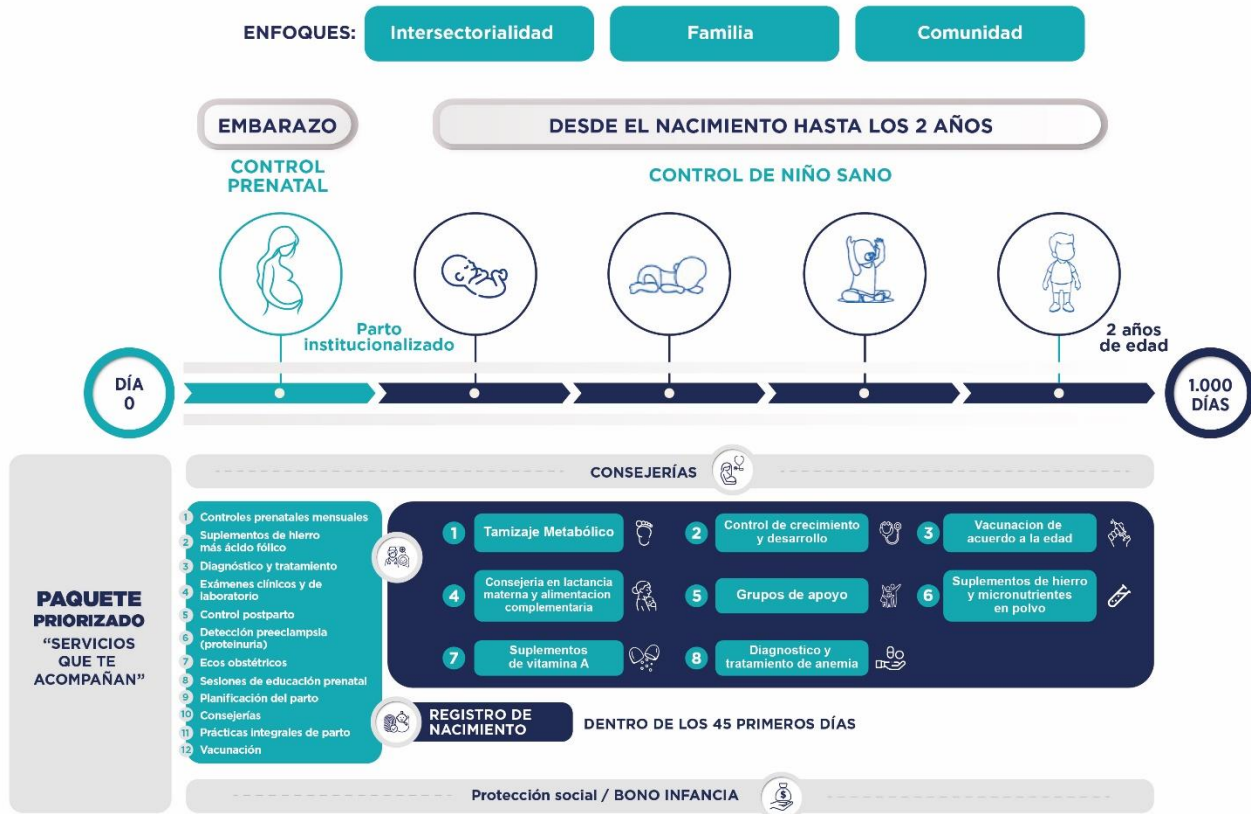 ENFOQUES:
Intersectorialidad
Familia
Comunidad
EMBARAZO
DESDE EL NACIMIENTO HASTA LOS 2 AÑOS
CONTROL
PRENATAL
CONTROL DE NIÑO SANO
Parto
institucionalizado
2 años
de edad
DÍA
0
1.000
DÍAS
CONSEJERÍAS
PAQUETE
PRIORIZADO
“SERVICIOS
QUE TE
ACOMPAÑAN”
1 Controles prenatales mensuales
2 Suplementos de hierro
más ácido fólico
3 Diagnóstico y tratamiento
4 Exámenes clínicos y de
laboratorio
5 Control postparto
6 Detección preeclampsia
(proteinuria)
7 Ecos obstétricos
8 Sesiones de educación prenatal
9 Planificación del parto
10 Consejerías
11 Prácticas integrales de parto
12 Vacunación
1 Tamizaje Metabólico
2 Control de crecimiento
y desarrollo
3 Vacunacion de
acuerdo a la edad
4 Consejeria en lactancia
materna y alimentacion
complementaria
5 Grupos de apoyo
6 Suplementos de hierro
y micronutrientes
en polvo
7 Suplementos
de vitamina A
8 Diagnostico y
tratamiento de anemia
REGISTRO DE
NACIMIENTO
DENTRO DE LOS 45 PRIMEROS DÍAS
Protección social / BONO INFANCIA
$